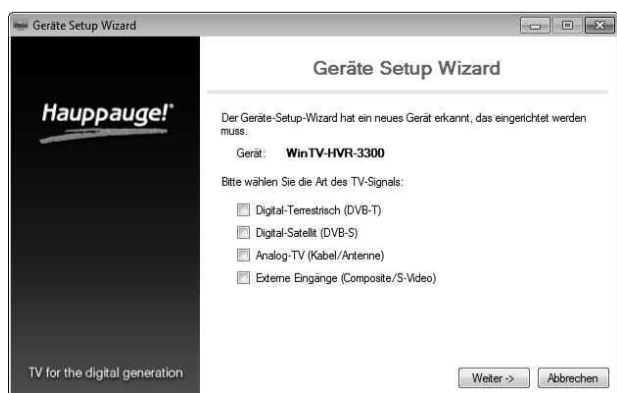 Geräte Setup Wizard
Geräte Setup Wizard
Hauppauge!
Der Geräte-Setup-Wizard hat ein neues Gerät erkannt, das eingerichtet werden
muss.
Gerät: WinTV-HVR-3300
Bitte wählen Sie die Art des TV-Signals:
Digital-Terrestrisch (DVB-T)
Digital-Satellit (DVB-S)
Analog-TV (Kabel/Antenne)
Externe Eingänge (Composite/S-Video)
TV for the digital generation
Weiter -> Abbrechen